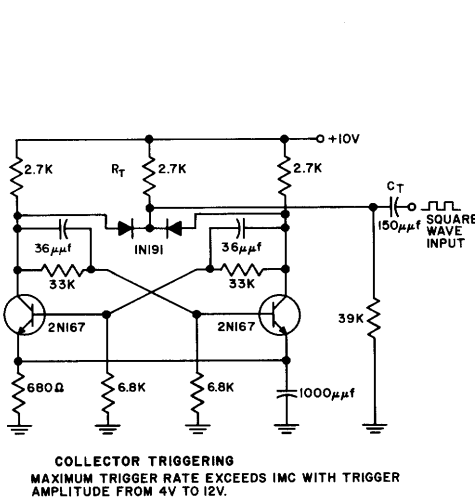 +10V
2.7K
R_T
2.7K
2.7K
C_T
150μμf
SQUARE
WAVE
INPUT
36μμf
1N191
36μμf
33K
33K
2N167
2N167
39K
680Ω
6.8K
6.8K
1000μμf
COLLECTOR TRIGGERING
MAXIMUM TRIGGER RATE EXCEEDS 1MC WITH TRIGGER
AMPLITUDE FROM 4V TO 12V.